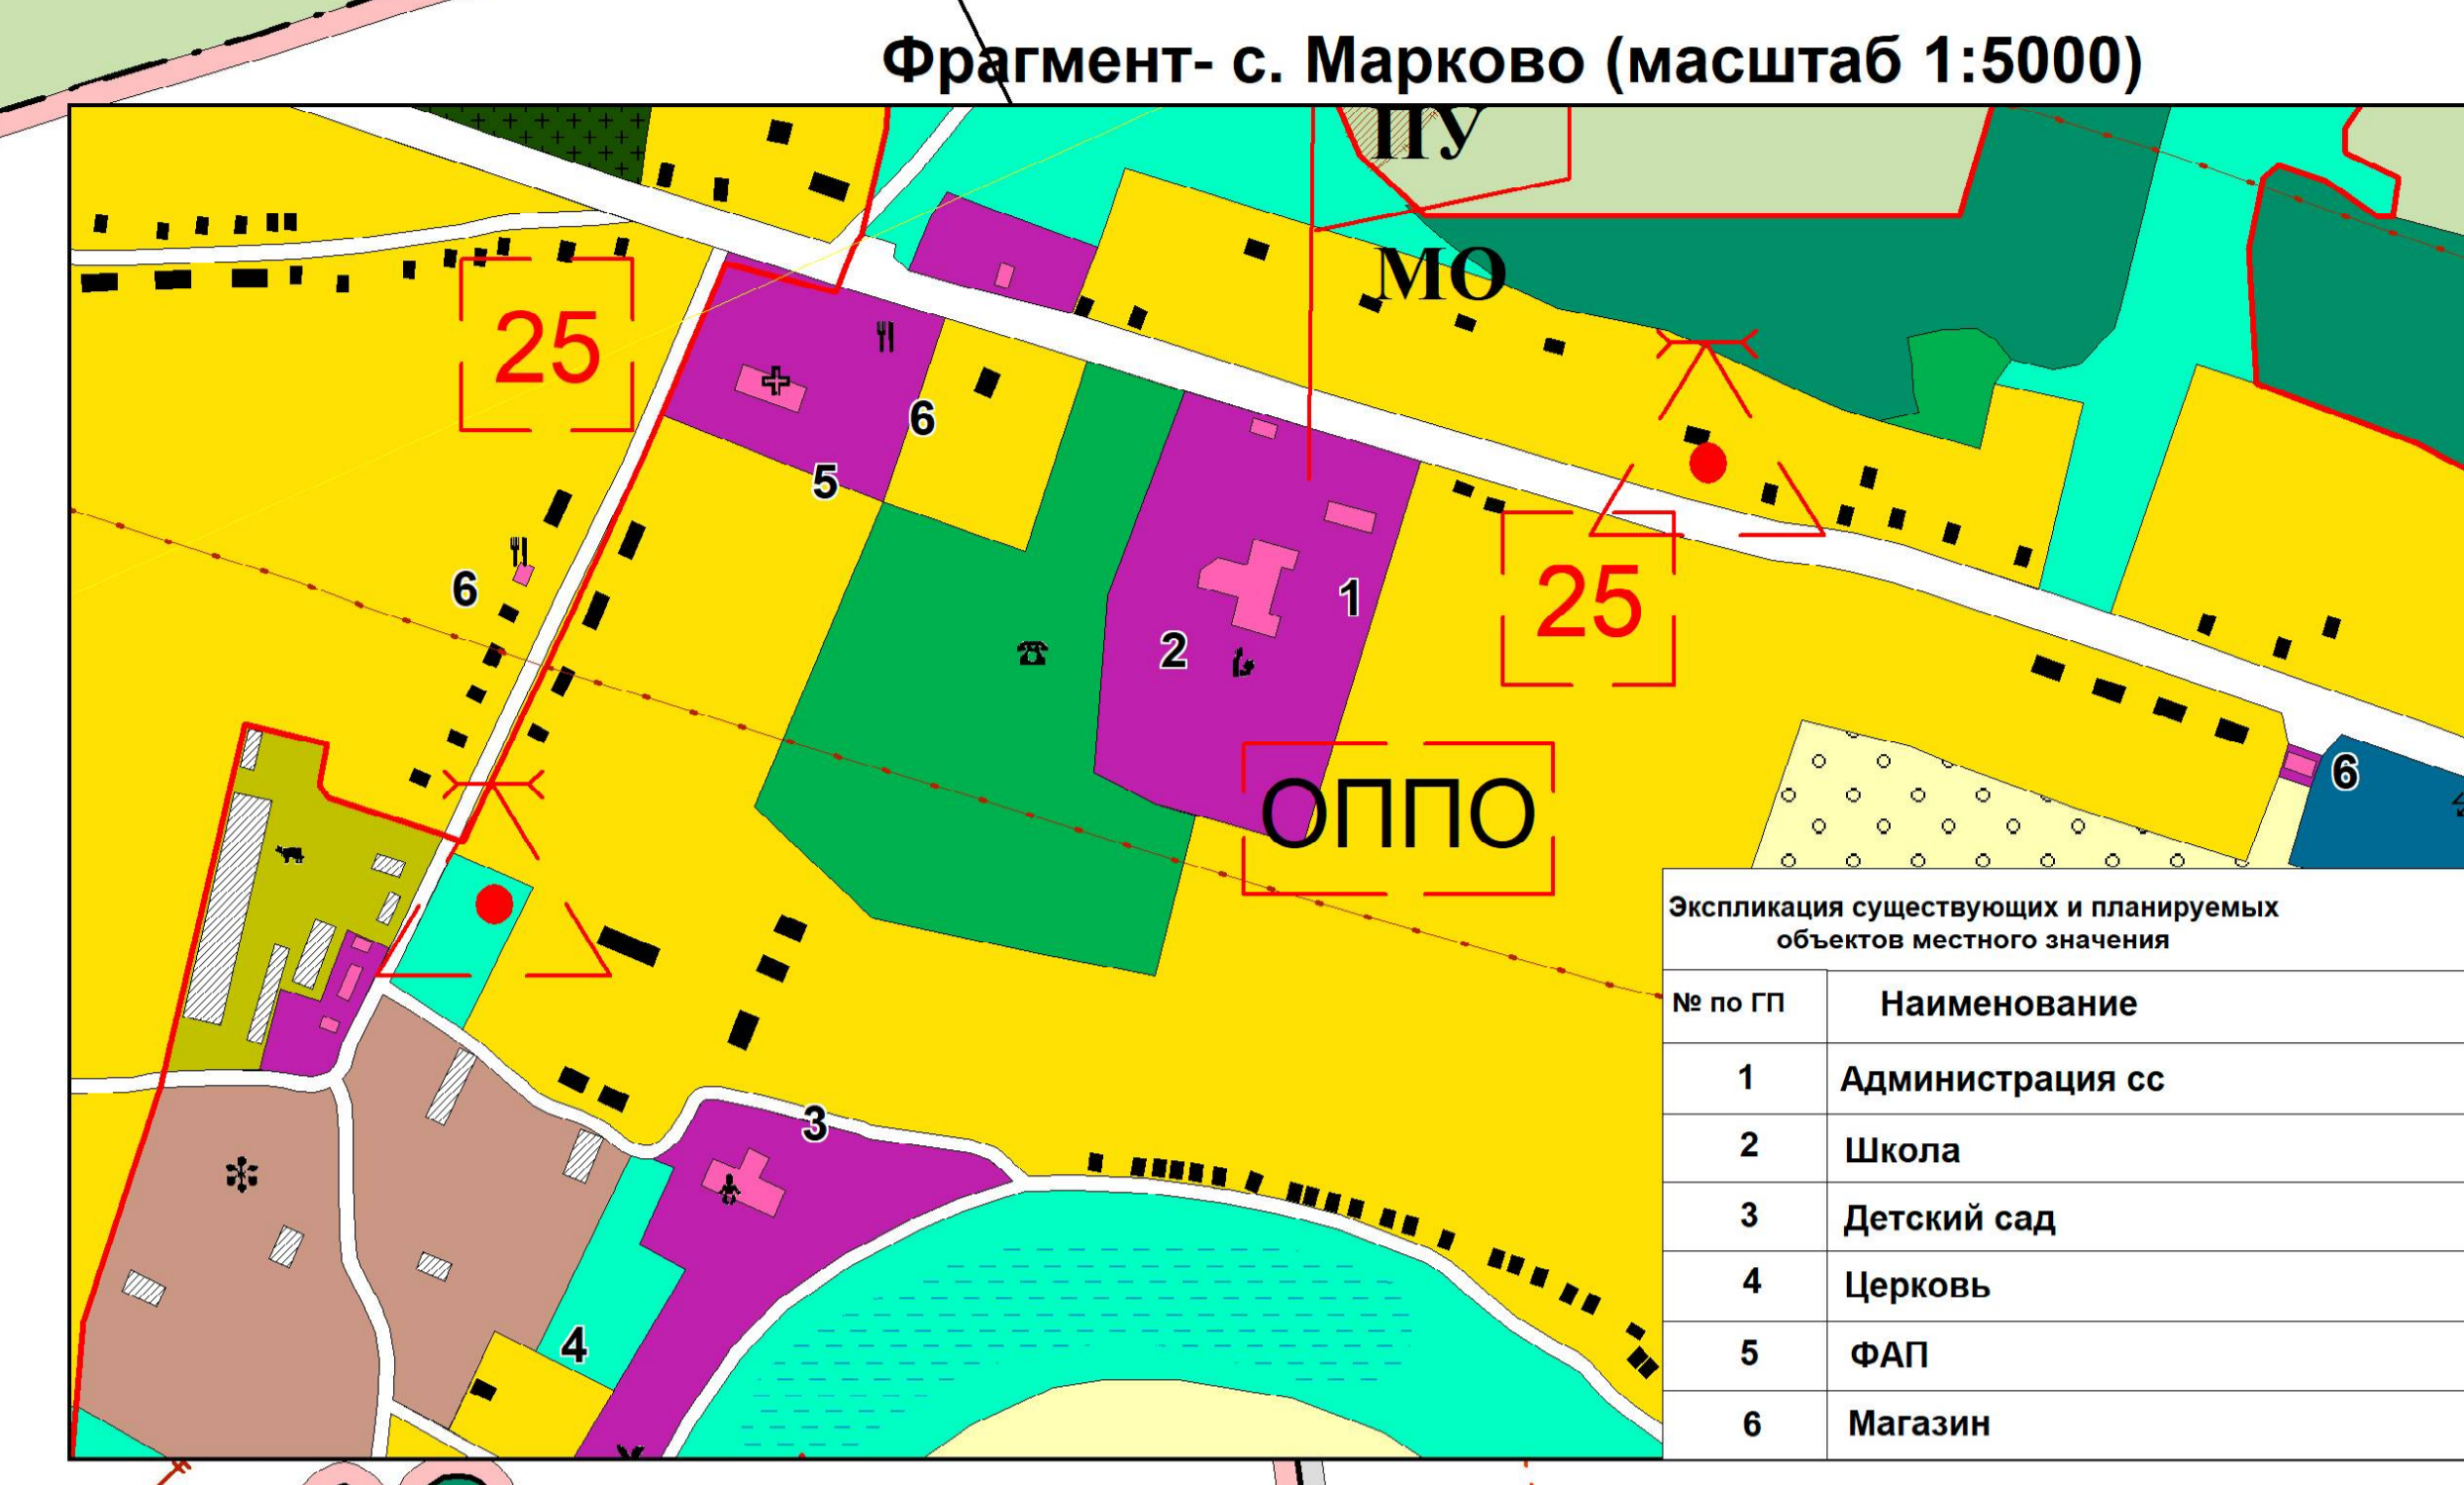 Фрагмент- с. Марково (масштаб 1:5000)
ПУ
МО
25
6
5
6
1
2
25
ОППО
6
3
4
Экспликация существующих и планируемых
объектов местного значения
№ по ГП Наименование
1 Администрация сс
2 Школа
3 Детский сад
4 Церковь
5 ФАП
6 Магазин